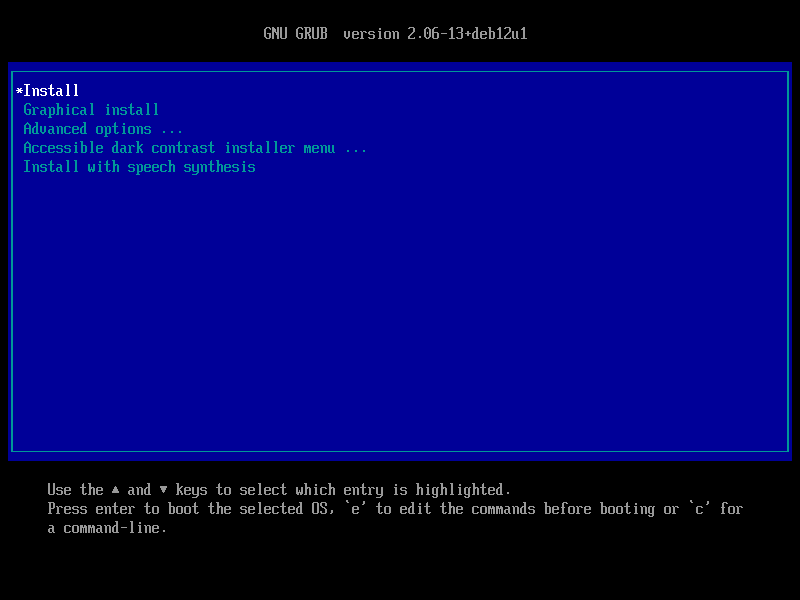 GNU GRUB  version 2.06-13+deb12u1
*Install
Graphical install
Advanced options ...
Accessible dark contrast installer menu ...
Install with speech synthesis
Use the ▲ and ▼ keys to select which entry is highlighted.
Press enter to boot the selected OS, `e' to edit the commands before booting or `c' for
a command-line.